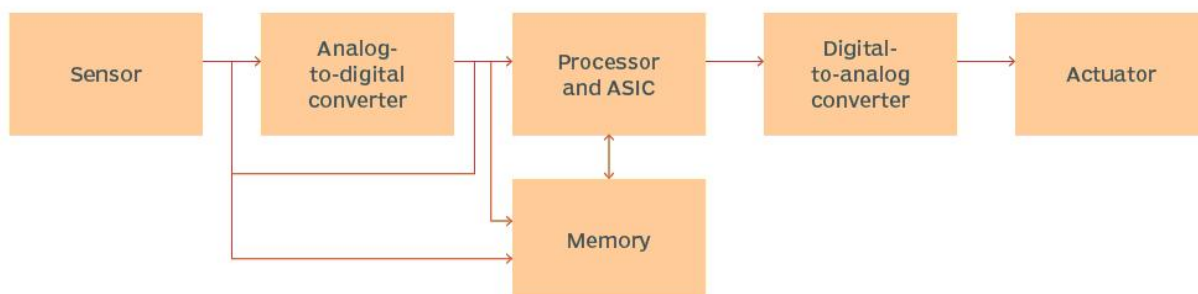 Sensor
Analog-
to-digital
converter
Processor
and ASIC
Digital-
to-analog
converter
Actuator
Memory